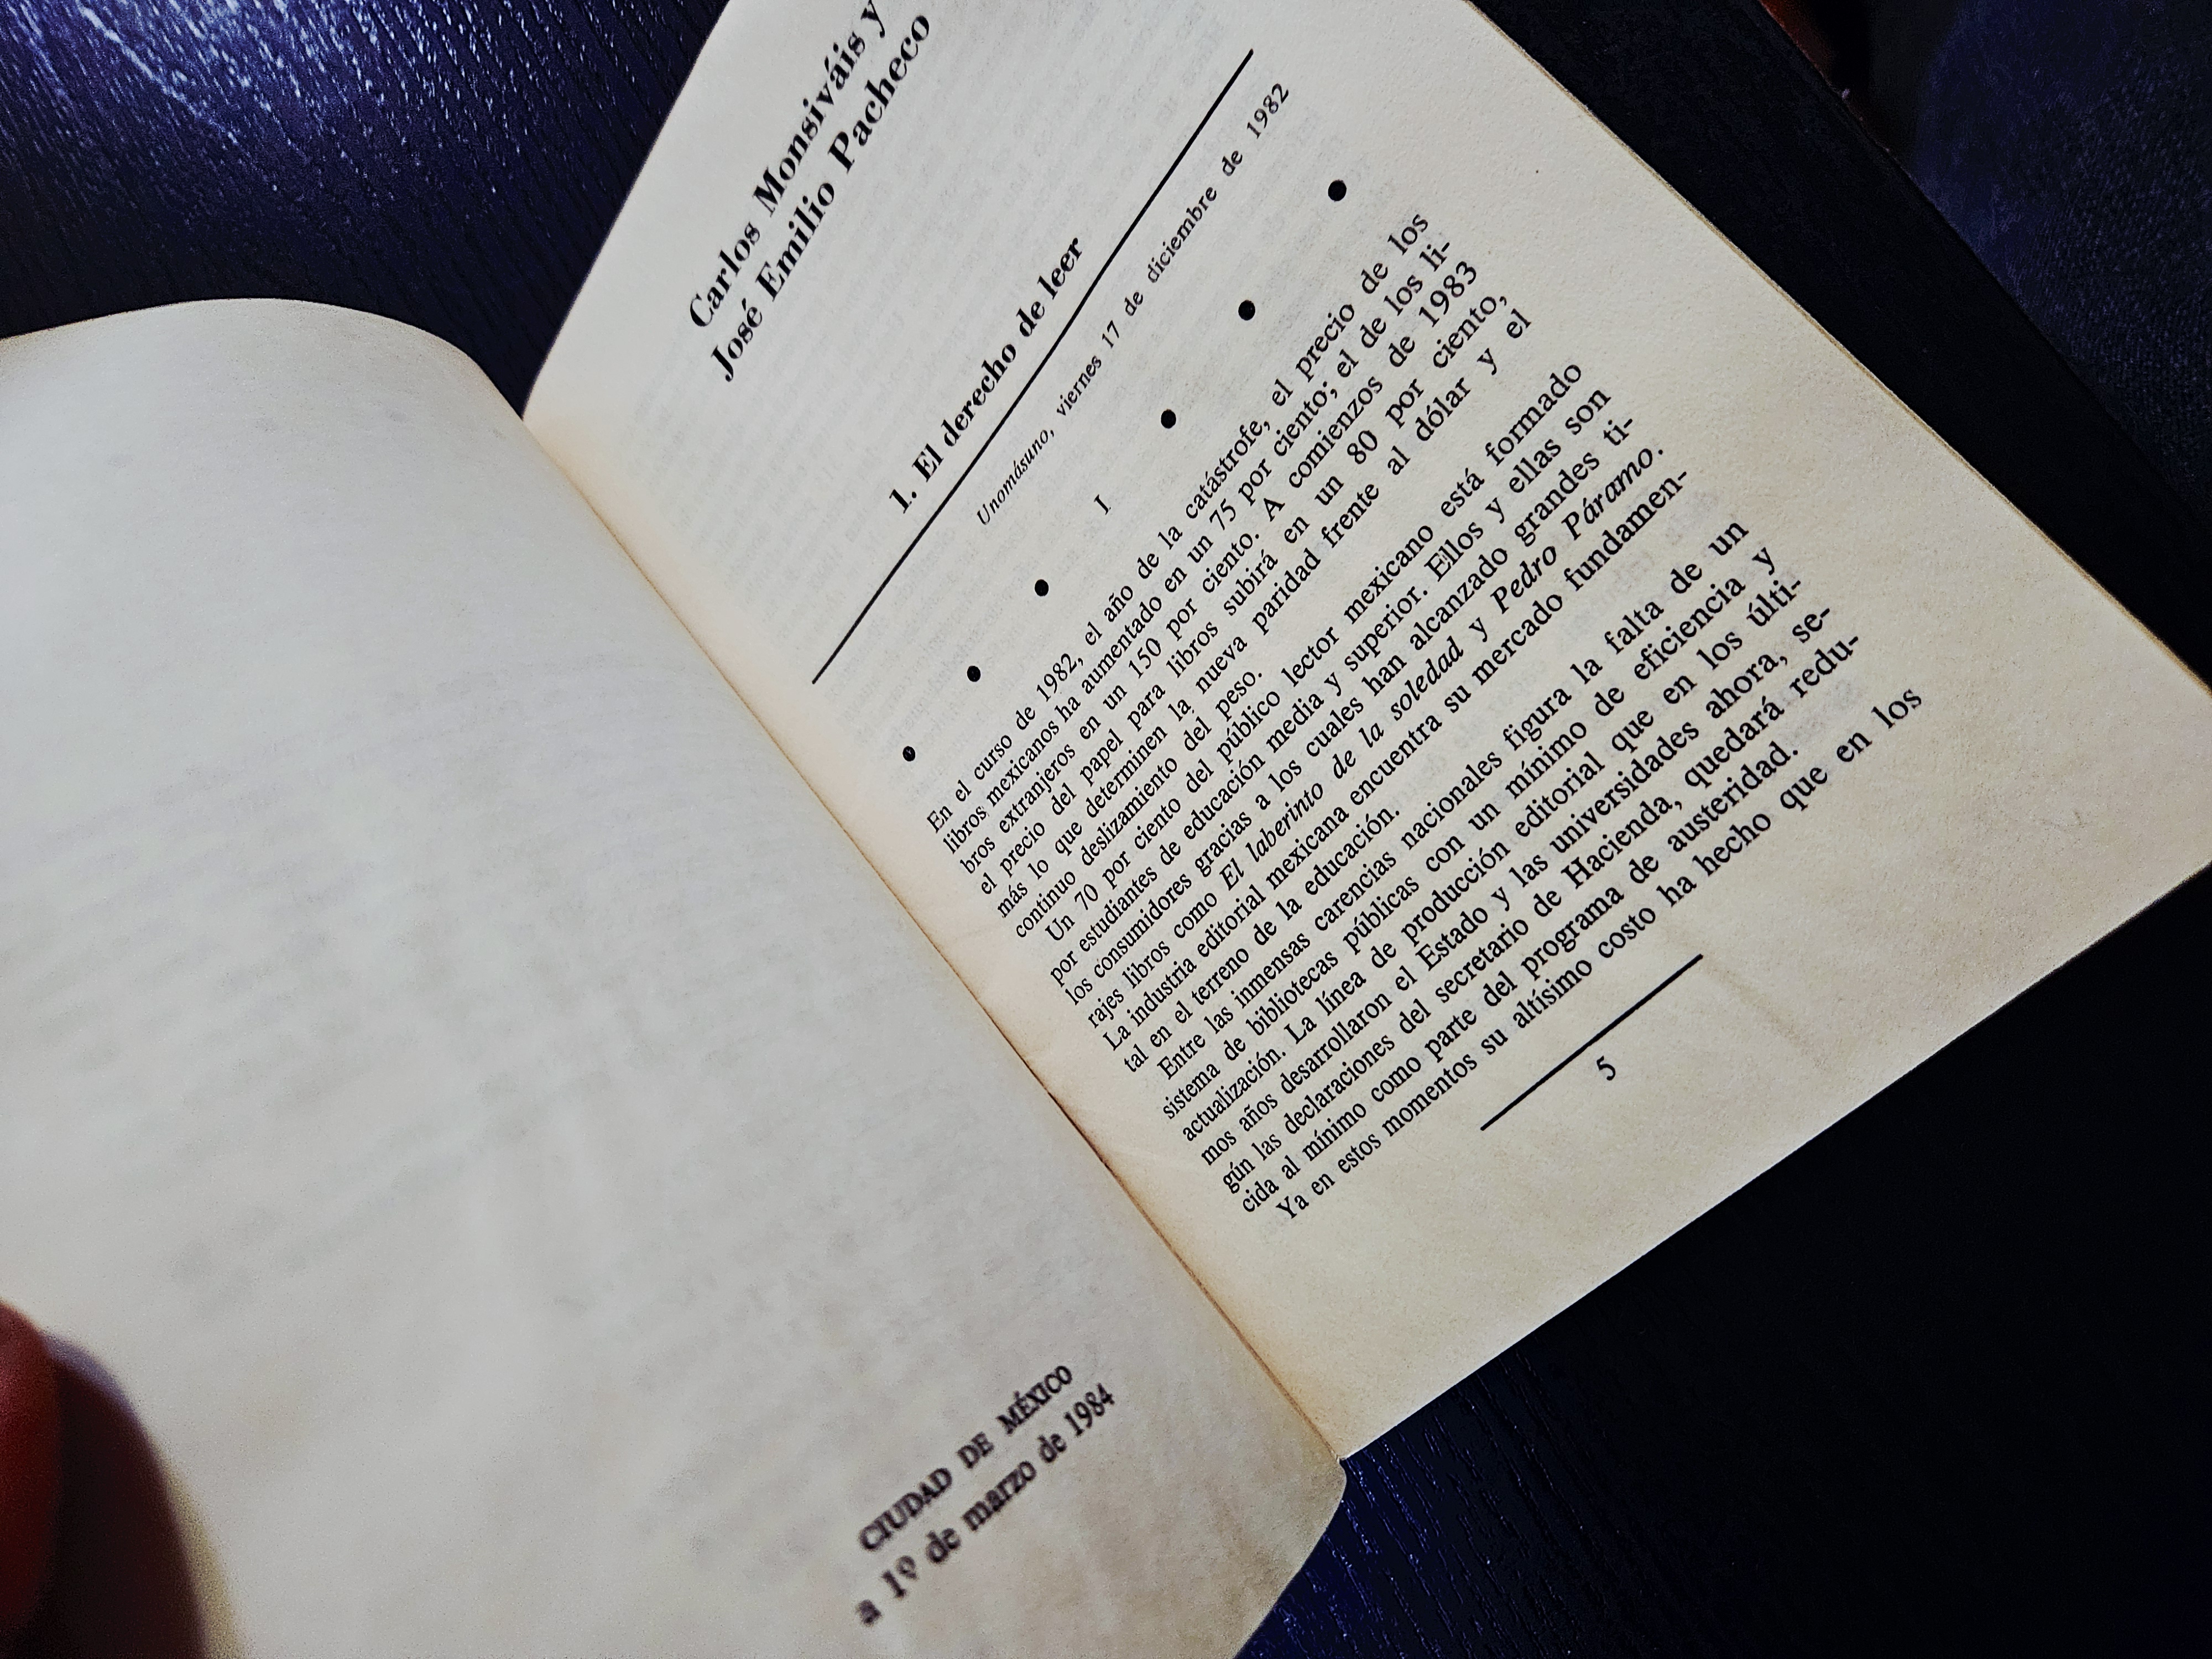 CIUDAD DE MÉXICO
a 1º de marzo de 1984
Carlos Monsiváis y
José Emilio Pacheco
1. El derecho de leer
Unomásuno, viernes 17 de diciembre de 1982
I
En el curso de 1982, el año de la catástrofe, el precio de los
libros mexicanos ha aumentado en un 75 por ciento; el de los li-
bros extranjeros en un 150 por ciento. A comienzos de 1983
el precio del papel para libros subirá en un 80 por ciento,
más lo que determinen la nueva paridad frente al dólar y el
continuo deslizamiento del peso.
Un 70 por ciento del público lector mexicano está formado
por estudiantes de educación media y superior. Ellos y ellas son
los consumidores gracias a los cuales han alcanzado grandes ti-
rajes libros como El laberinto de la soledad y Pedro Páramo.
La industria editorial mexicana encuentra su mercado fundamen-
tal en el terreno de la educación.
Entre las inmensas carencias nacionales figura la falta de un
sistema de bibliotecas públicas con un mínimo de eficiencia y
actualización. La línea de producción editorial que en los últi-
mos años desarrollaron el Estado y las universidades ahora, se-
gún las declaraciones del secretario de Hacienda, quedará redu-
cida al mínimo como parte del programa de austeridad.
Ya en estos momentos su altísimo costo ha hecho que en los
5